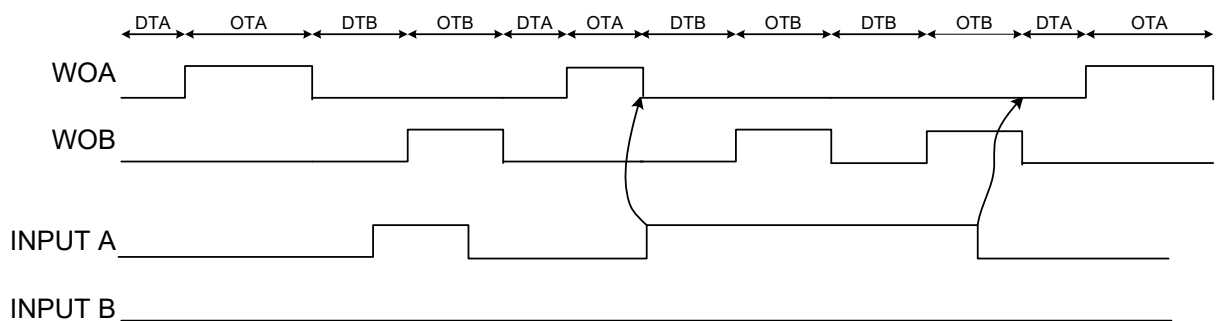 DTA OTA DTB OTB DTA OTA DTB OTB DTB OTB DTA OTA
WOA
WOB
INPUT A
INPUT B